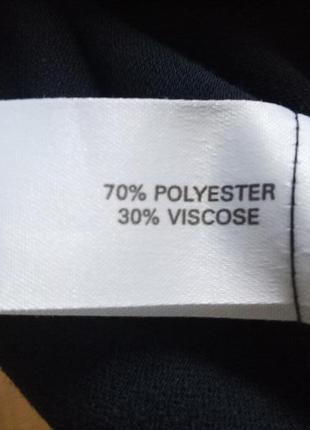 70% POLYESTER
30% VISCOSE